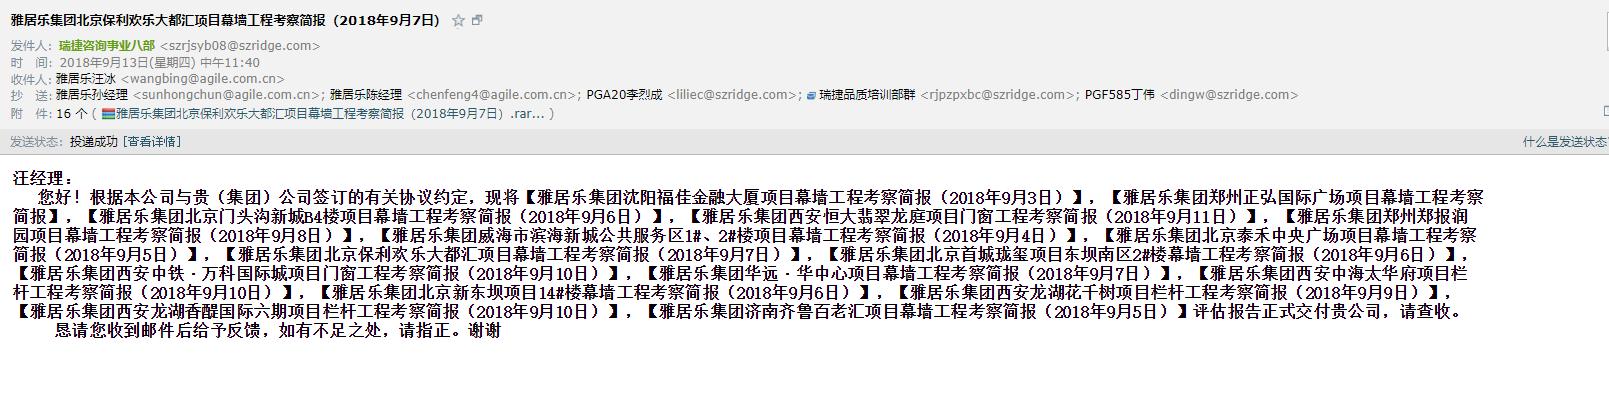 雅居乐集团北京保利欢乐大都汇项目幕墙工程考察简报（2018年9月7日）
发件人：瑞捷咨询事业八部 <szrjsyb08@szridge.com>
时 间：2018年9月13日(星期四) 中午11:40
收件人：雅居乐汪冰 <wangbing@agile.com.cn>
抄 送：雅居乐孙经理 <sunhongchun@agile.com.cn>; 雅居乐陈经理 <chenfeng4@agile.com.cn>; PGA20李烈成 <liliec@szridge.com>; 瑞捷品质培训部群 <rjpzpxbc@szridge.com>; PGF585丁伟 <dingw@szridge.com>
附 件：16 个 ( 雅居乐集团北京保利欢乐大都汇项目幕墙工程考察简报（2018年9月7日）.rar... )
发送状态：投递成功 [查看详情] 什么是发送状态
汪经理：
您好！根据本公司与贵（集团）公司签订的有关协议约定，现将【雅居乐集团沈阳福佳金融大厦项目幕墙工程考察简报（2018年9月3日）】，【雅居乐集团郑州正弘国际广场项目幕墙工程考察
简报】，【雅居乐集团北京门头沟新城B4楼项目幕墙工程考察简报（2018年9月6日）】，【雅居乐集团西安恒大翡翠龙庭项目门窗工程考察简报（2018年9月11日）】，【雅居乐集团郑州郑报润
园项目幕墙工程考察简报（2018年9月8日）】，【雅居乐集团威海市滨海新城公共服务区1#、2#楼项目幕墙工程考察简报（2018年9月4日）】，【雅居乐集团北京泰禾中央广场项目幕墙工程考察
简报（2018年9月5日）】，【雅居乐集团北京保利欢乐大都汇项目幕墙工程考察简报（2018年9月7日）】，【雅居乐集团北京首城珑玺项目东坝南区2#楼幕墙工程考察简报（2018年9月6日）】，
【雅居乐集团西安中铁·万科国际城项目门窗工程考察简报（2018年9月10日）】，【雅居乐集团华远·华中心项目幕墙工程考察简报（2018年9月7日）】，【雅居乐集团西安中海太华府项目栏
杆工程考察简报（2018年9月10日）】，【雅居乐集团北京新东坝项目14#楼幕墙工程考察简报（2018年9月6日）】，【雅居乐集团西安龙湖花千树项目栏杆工程考察简报（2018年9月9日）】，
【雅居乐集团西安龙湖香醍国际六期项目栏杆工程考察简报（2018年9月10日）】，【雅居乐集团济南齐鲁百老汇项目幕墙工程考察简报（2018年9月5日）】评估报告正式交付贵公司，请查收。
恳请您收到邮件后给予反馈，如有不足之处，请指正。谢谢